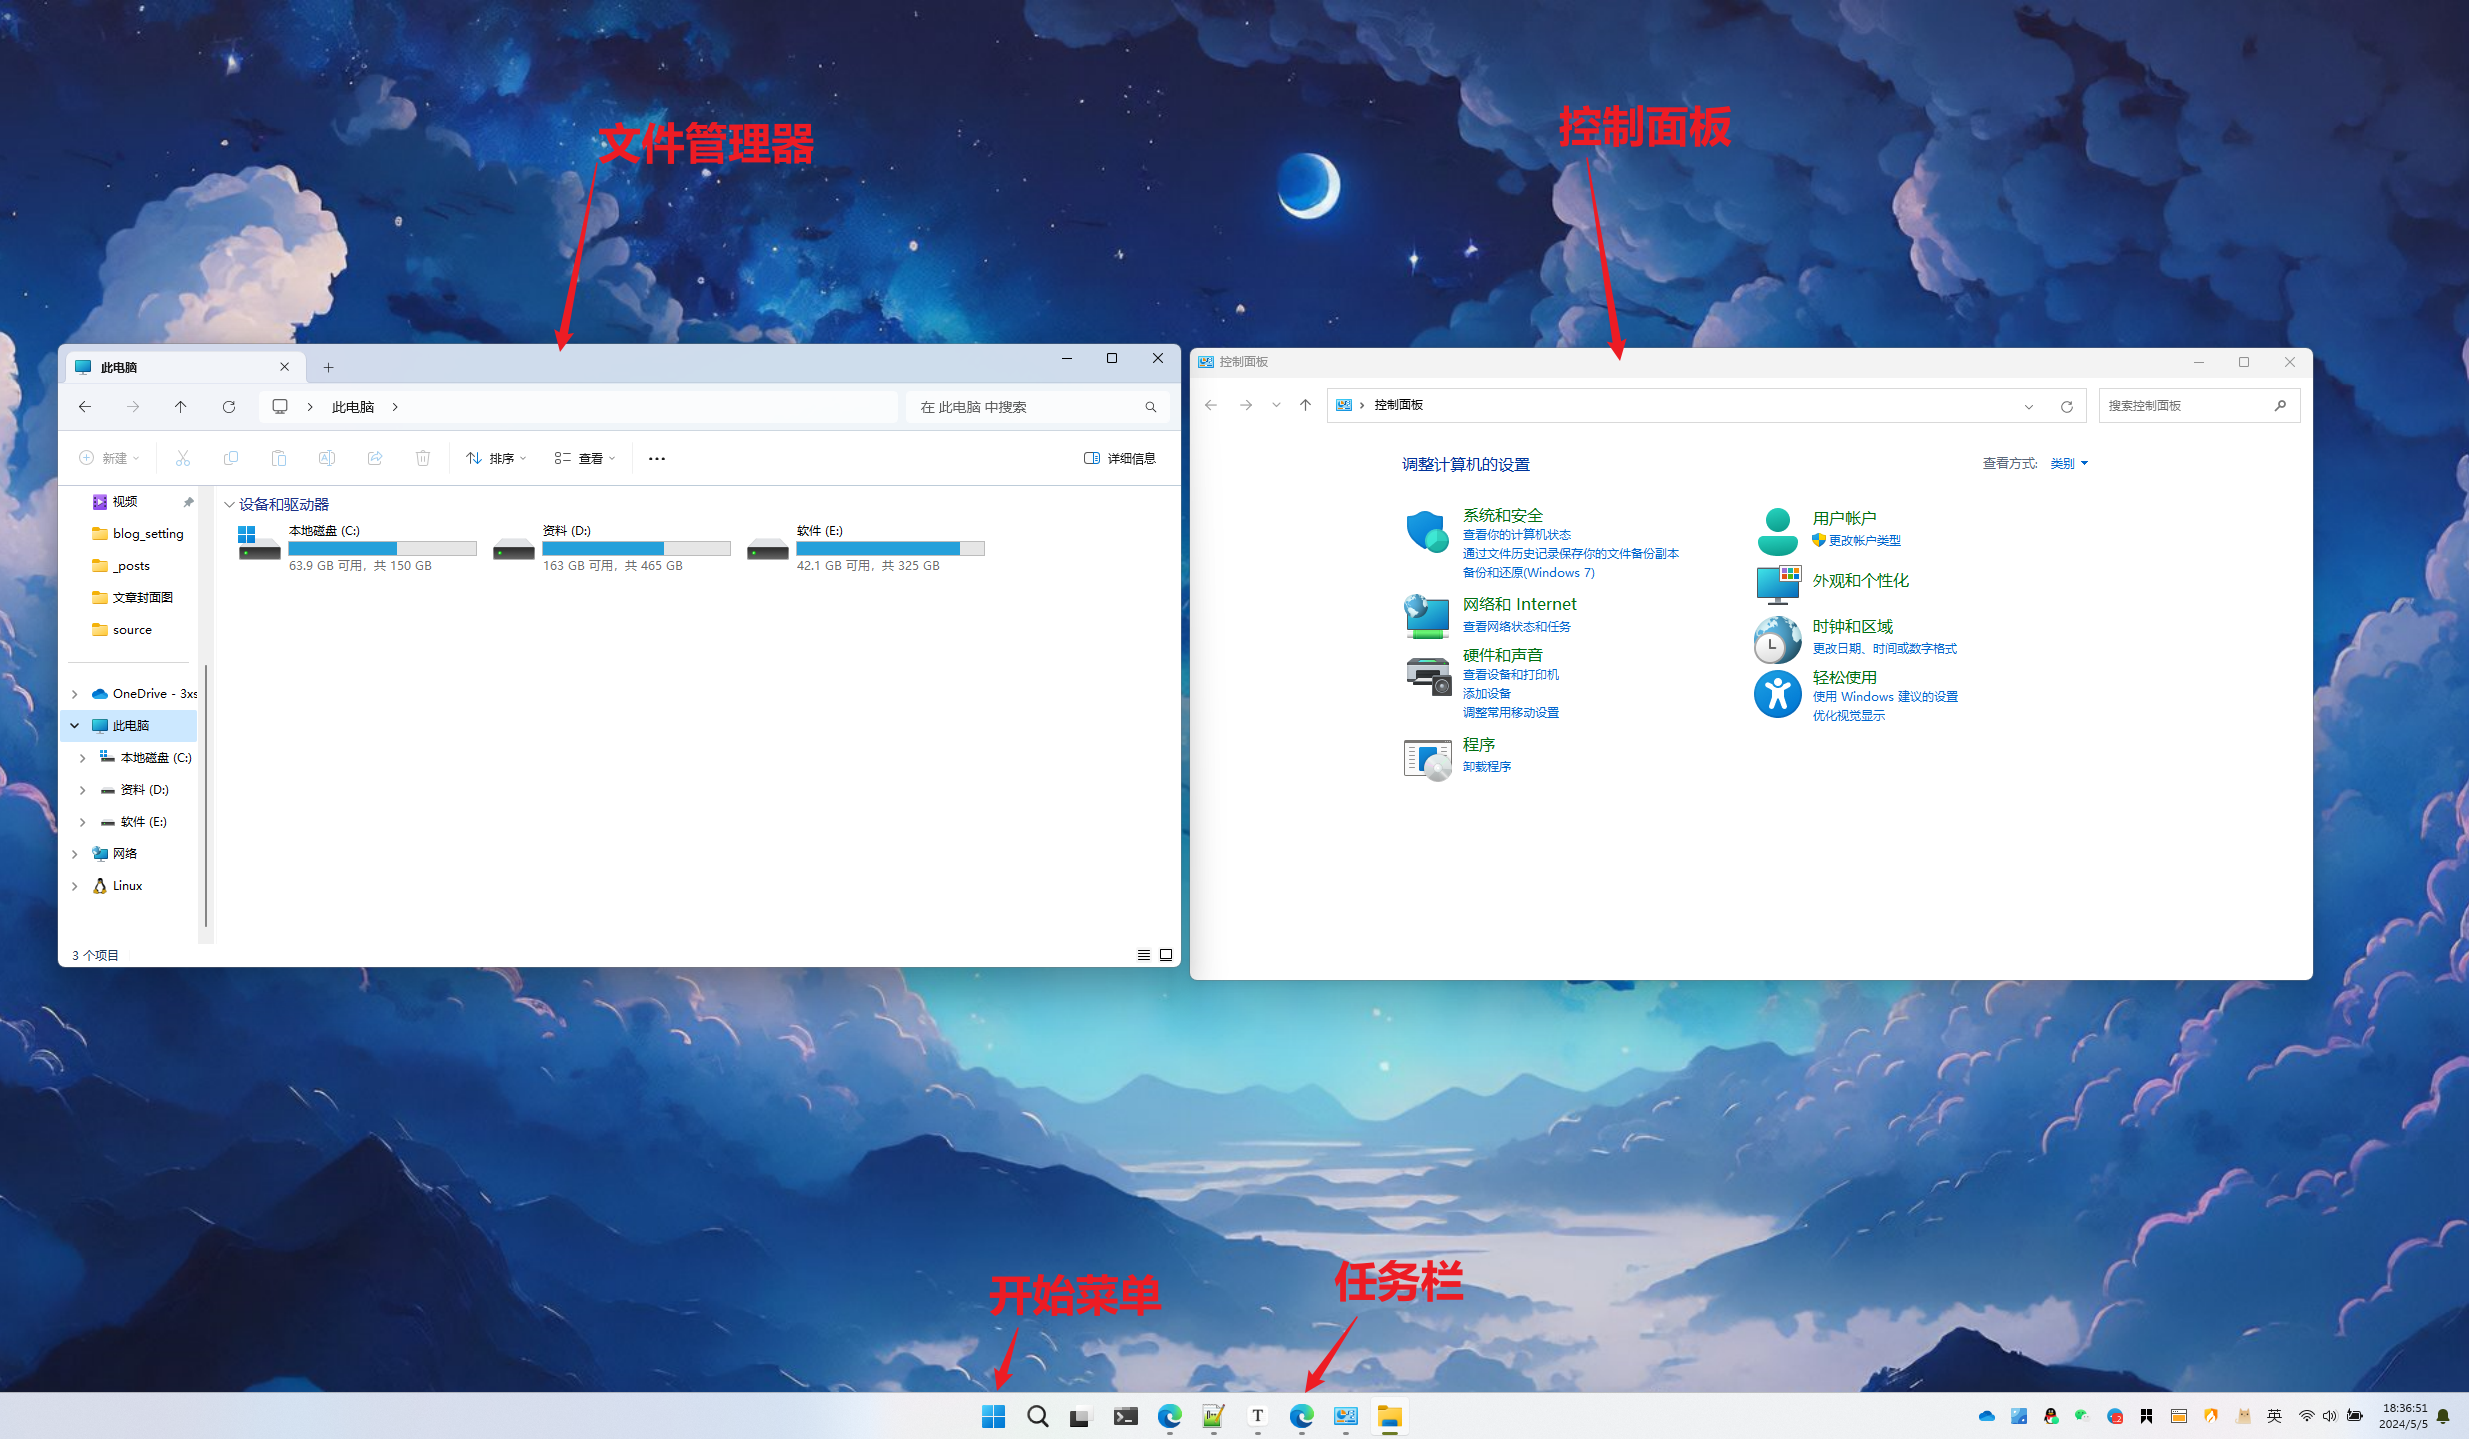 文件管理器
控制面板
此电脑
此电脑
在 此电脑 中搜索
新建
排序
查看
详细信息
视频
blog_setting
_posts
文章封面图
source
OneDrive - 3xs
此电脑
本地磁盘 (C:)
资料 (D:)
软件 (E:)
网络
Linux
设备和驱动器
本地磁盘 (C:)
63.9 GB 可用，共 150 GB
资料 (D:)
163 GB 可用，共 465 GB
软件 (E:)
42.1 GB 可用，共 325 GB
3 个项目
控制面板
控制面板
搜索控制面板
调整计算机的设置
查看方式: 类别
系统和安全
查看你的计算机状态
通过文件历史记录保存你的文件备份副本
备份和还原(Windows 7)
网络和 Internet
查看网络状态和任务
硬件和声音
查看设备和打印机
添加设备
调整常用移动设置
程序
卸载程序
用户帐户
更改帐户类型
外观和个性化
时钟和区域
更改日期、时间或数字格式
轻松使用
使用 Windows 建议的设置
优化视觉显示
开始菜单
任务栏
T
英
18:36:51
2024/5/5